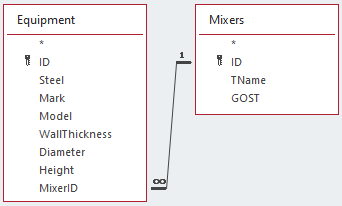 Equipment
*
ID
Steel
Mark
Model
WallThickness
Diameter
Height
MixerID
1
∞
Mixers
*
ID
TName
GOST